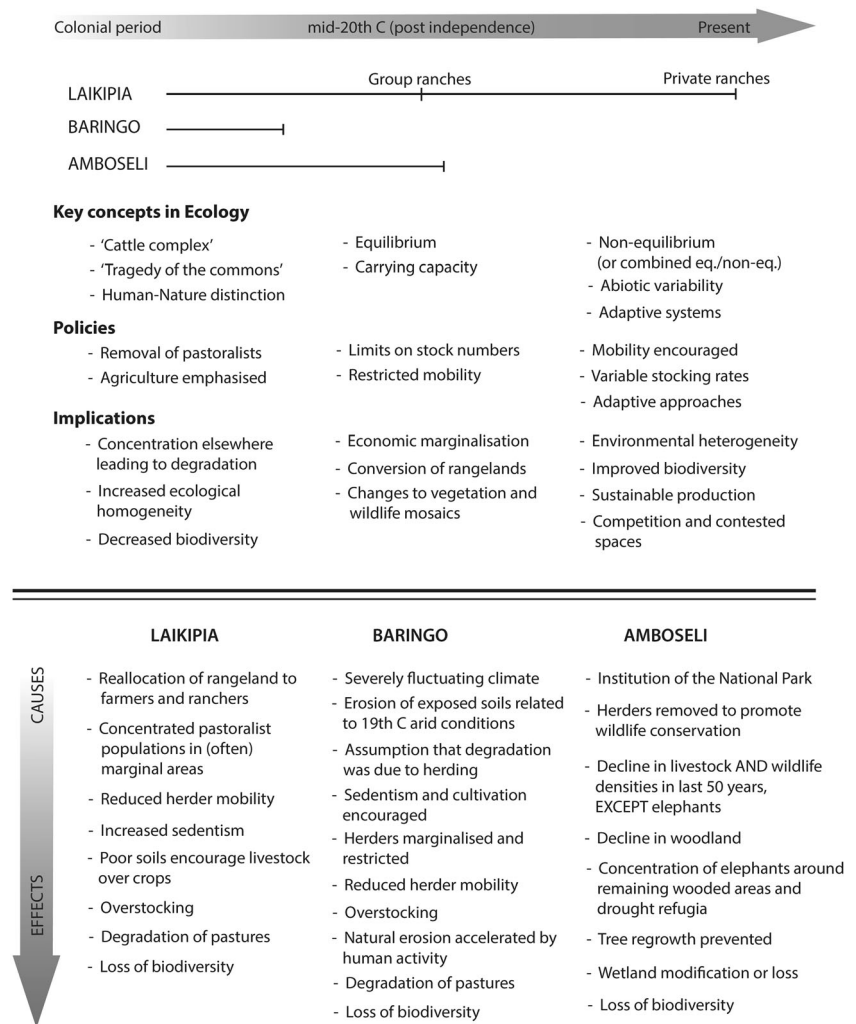 Colonial period mid-20th C (post independence) Present
Group ranches Private ranches
LAIKIPIA
BARINGO
AMBOSELI
Key concepts in Ecology
- ‘Cattle complex’
- ‘Tragedy of the commons’
- Human-Nature distinction
- Equilibrium
- Carrying capacity
- Non-equilibrium
(or combined eq./non-eq.)
- Abiotic variability
- Adaptive systems
Policies
- Removal of pastoralists
- Agriculture emphasised
- Limits on stock numbers
- Restricted mobility
- Mobility encouraged
- Variable stocking rates
- Adaptive approaches
Implications
- Concentration elsewhere
leading to degradation
- Increased ecological
homogeneity
- Decreased biodiversity
- Economic marginalisation
- Conversion of rangelands
- Changes to vegetation and
wildlife mosaics
- Environmental heterogeneity
- Improved biodiversity
- Sustainable production
- Competition and contested
spaces
CAUSES
EFFECTS
LAIKIPIA
- Reallocation of rangeland to
farmers and ranchers
- Concentrated pastoralist
populations in (often)
marginal areas
- Reduced herder mobility
- Increased sedentism
- Poor soils encourage livestock
over crops
- Overstocking
- Degradation of pastures
- Loss of biodiversity
BARINGO
- Severely fluctuating climate
- Erosion of exposed soils related
to 19th C arid conditions
- Assumption that degradation
was due to herding
- Sedentism and cultivation
encouraged
- Herders marginalised and
restricted
- Reduced herder mobility
- Overstocking
- Natural erosion accelerated by
human activity
- Degradation of pastures
- Loss of biodiversity
AMBOSELI
- Institution of the National Park
- Herders removed to promote
wildlife conservation
- Decline in livestock AND wildlife
densities in last 50 years,
EXCEPT elephants
- Decline in woodland
- Concentration of elephants around
remaining wooded areas and
drought refugia
- Tree regrowth prevented
- Wetland modification or loss
- Loss of biodiversity